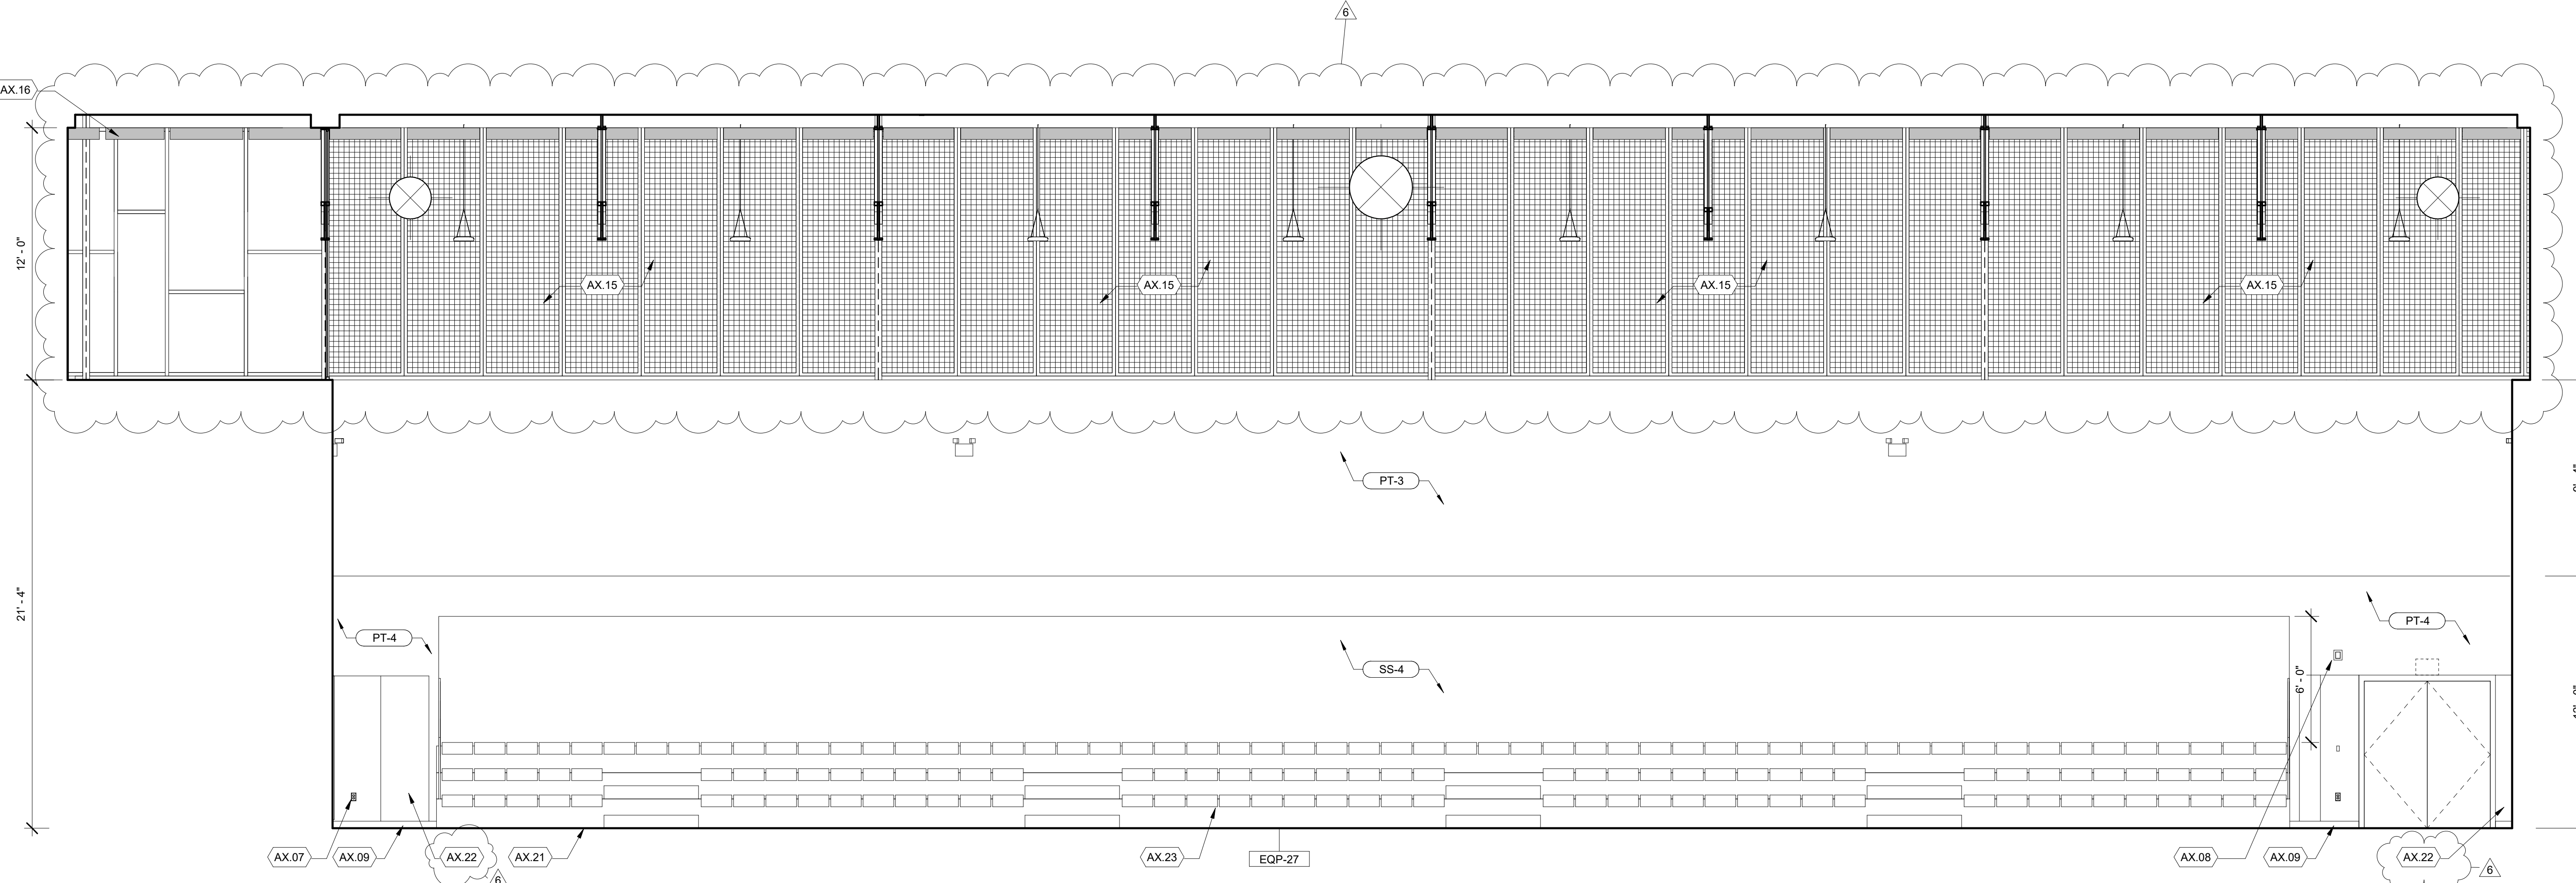 6
AX.16
12' - 0"
AX.15
AX.15
AX.15
AX.15
PT-3
21' - 4"
PT-4
PT-4
SS-4
6' - 0"
AX.07
AX.09
AX.22
AX.21
AX.23
EQP-27
AX.08
AX.09
AX.22
6
6